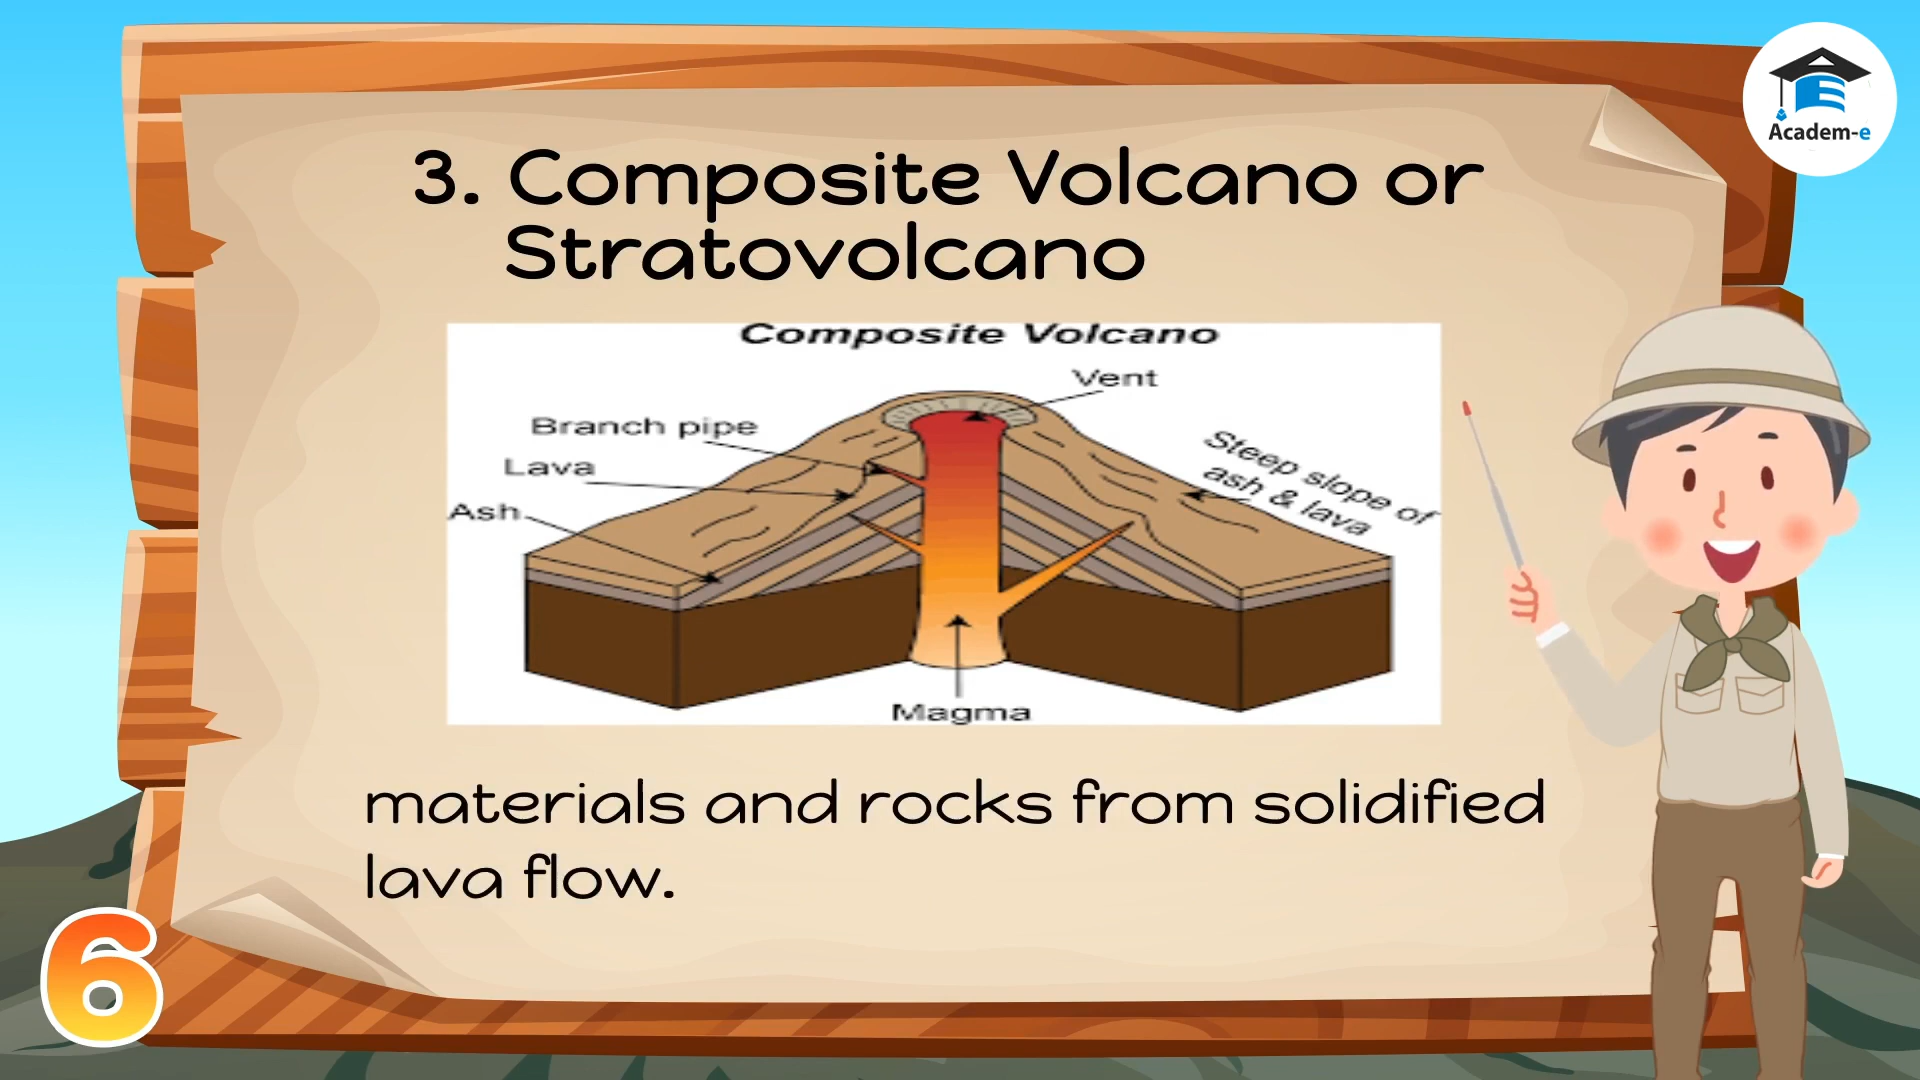 Academ-e
3. Composite Volcano or
Stratovolcano
Composite Volcano
Vent
Branch pipe
Lava
Ash
Steep slope of
ash & lava
Magma
materials and rocks from solidified
lava flow.
6